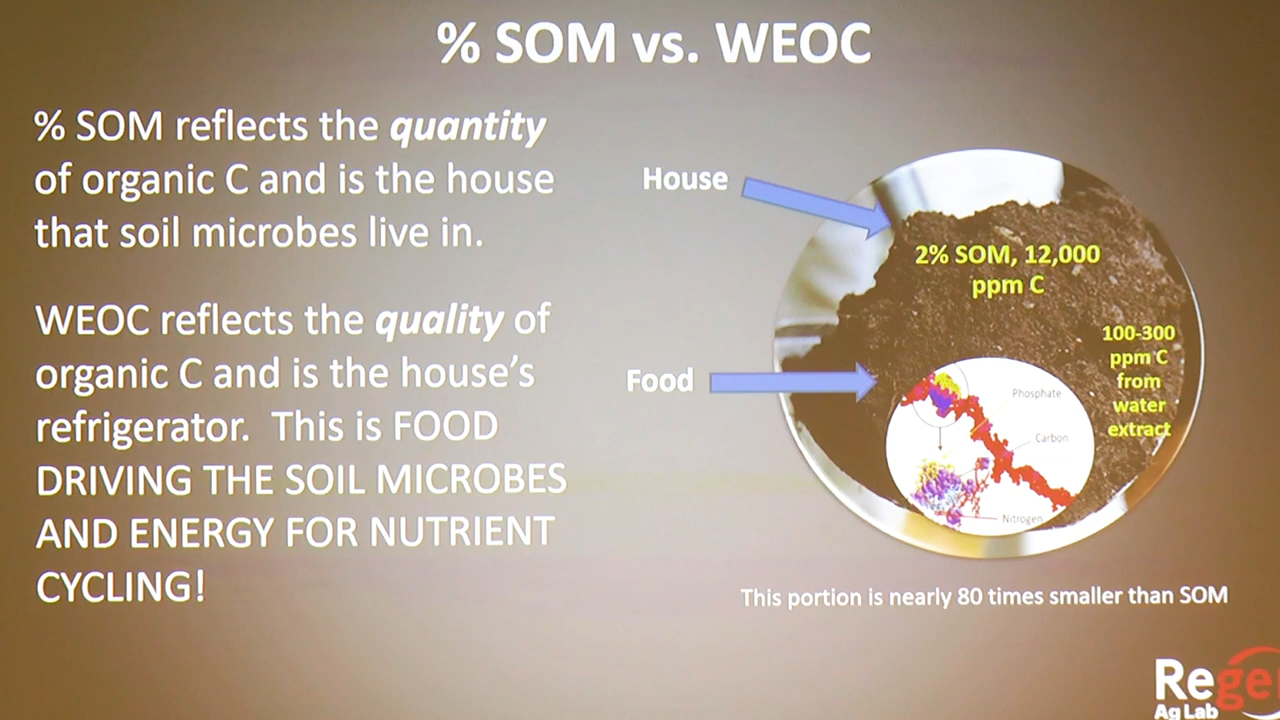 % SOM vs. WEOC
% SOM reflects the quantity
of organic C and is the house
that soil microbes live in.
WEOC reflects the quality of
organic C and is the house’s
refrigerator. This is FOOD
DRIVING THE SOIL MICROBES
AND ENERGY FOR NUTRIENT
CYCLING!
House
Food
2% SOM, 12,000
ppm C
100-300
ppm C
from
water
extract
Phosphate
Carbon
Nitrogen
This portion is nearly 80 times smaller than SOM
Rege
Ag Lab